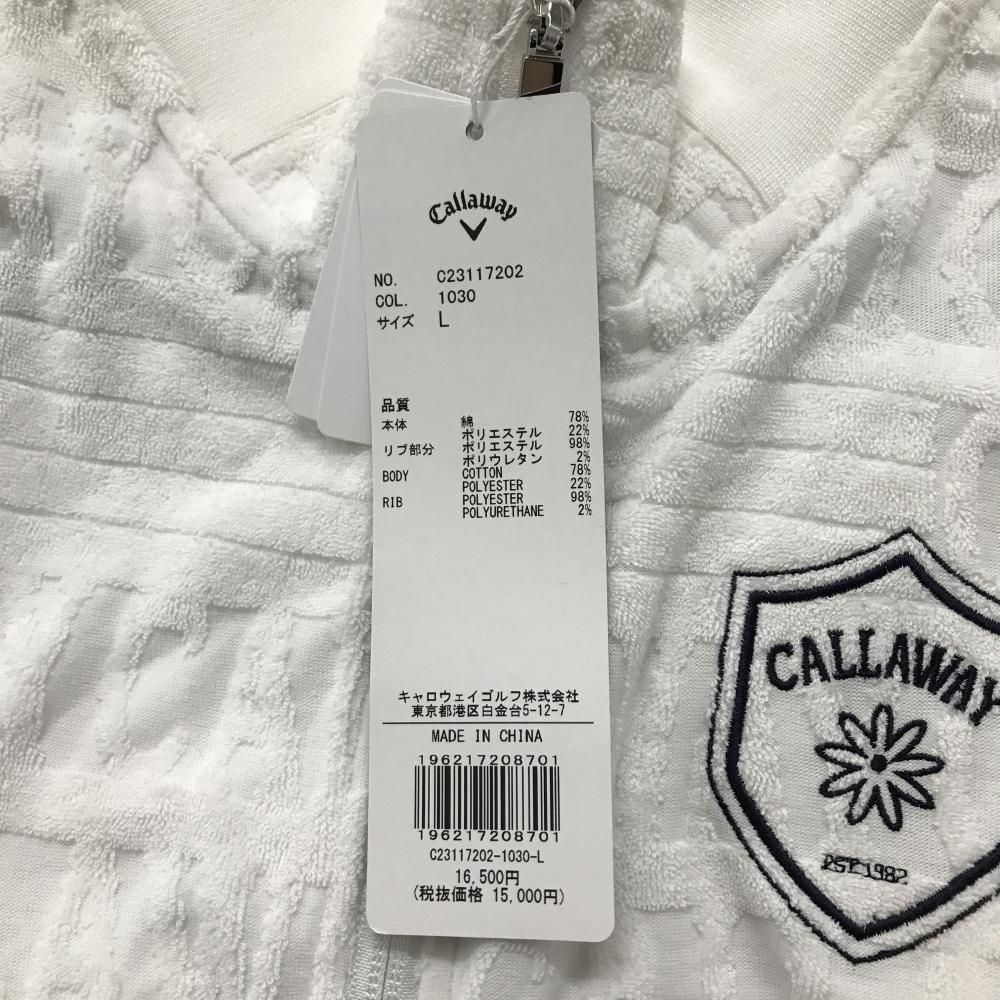 Callaway
NO. C23117202
COL. 1030
サイズ L
品質
本体 綿 78%
ポリエステル 22%
リブ部分 ポリエステル 98%
ポリウレタン 2%
BODY COTTON 78%
POLYESTER 22%
RIB POLYESTER 98%
POLYURETHANE 2%
キャロウェイゴルフ株式会社
東京都港区白金台5-12-7
MADE IN CHINA
196217208701
196217208701
C23117202-1030-L
16,500円
(税抜価格 15,000円)
CALLAWAY
EST.1982